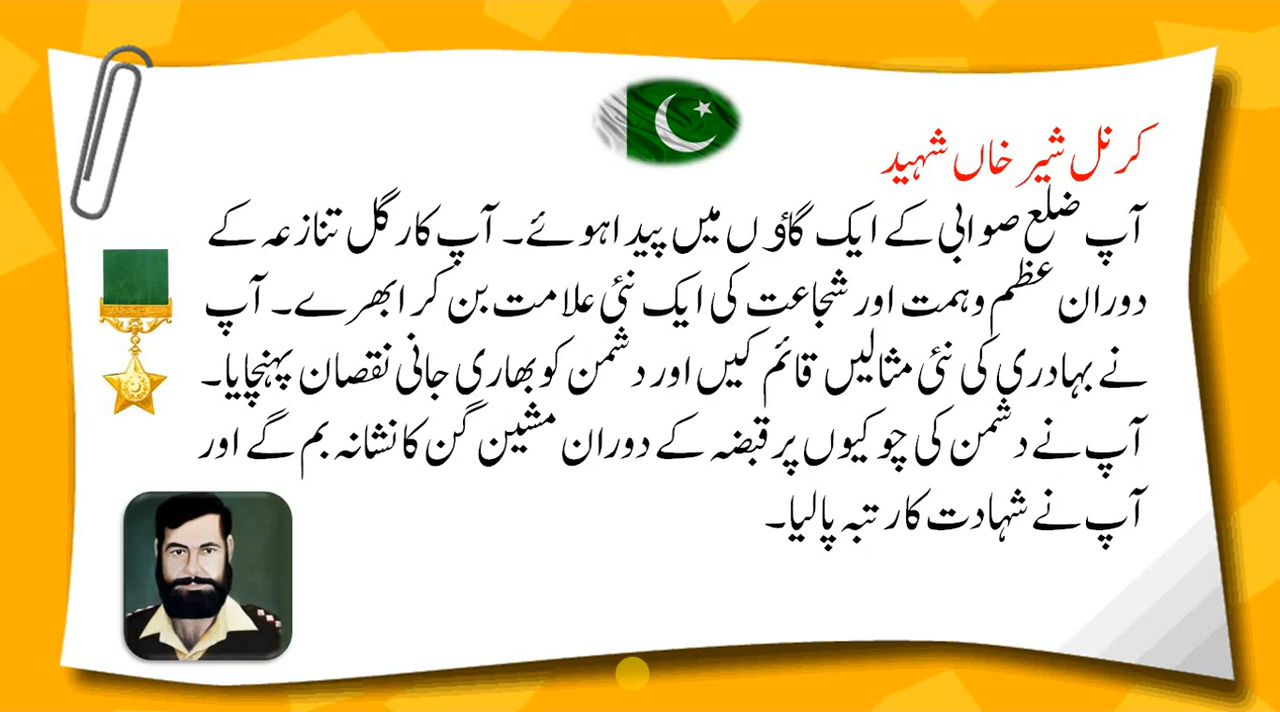 کرنل شیر خاں شہید
آپ ضلع صوابی کے ایک گاؤں میں پیدا ہوئے۔ آپ کارگل تنازعہ کے
دوران عظم و ہمت اور شجاعت کی ایک نئی علامت بن کر ابھرے۔ آپ
نے بہادری کی نئی مثالیں قائم کیں اور دشمن کو بھاری جانی نقصان پہنچایا۔
آپ نے دشمن کی چوکیوں پر قبضہ کے دوران مشین گن کا نشانہ بم گے اور
آپ نے شہادت کا رتبہ پالیا۔